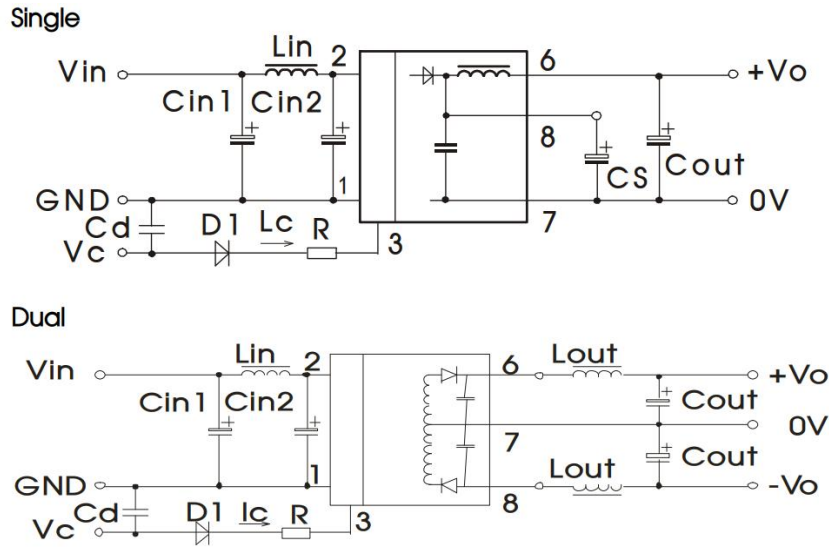 Single
Vin
Lin
2
6
+Vo
Cin1
Cin2
8
CS
Cout
GND
1
7
0V
Cd
Vc
D1
Lc
R
3
Dual
Vin
Lin
2
6
Lout
+Vo
Cin1
Cin2
Cout
7
0V
Cout
GND
1
8
Lout
-Vo
Cd
Vc
D1
Ic
R
3